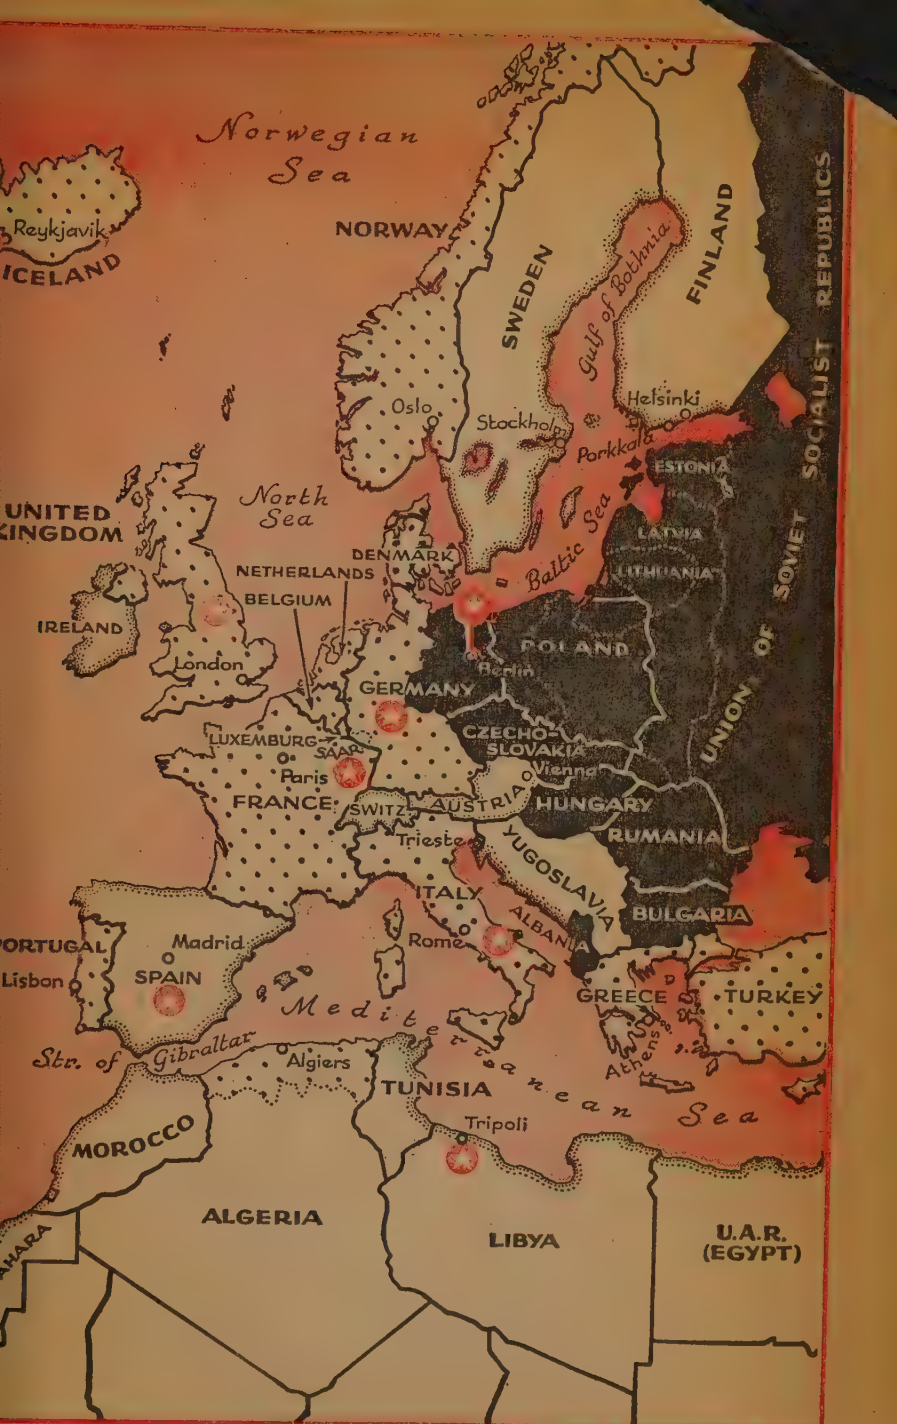 Norwegian
Sea
Reykjavik
ICELAND
NORWAY
SWEDEN
FINLAND
Gulf of Bothnia
UNION OF SOVIET SOCIALIST REPUBLICS
Oslo
Stockholm
Helsinki
Porkkala
ESTONIA
UNITED
KINGDOM
North
Sea
Baltic Sea
LATVIA
DENMARK
NETHERLANDS
LITHUANIA
BELGIUM
IRELAND
London
Berlin
POLAND
GERMANY
LUXEMBURG
SAAR
CZECHO-
SLOVAKIA
Paris
Vienna
FRANCE
SWITZ.
AUSTRIA
HUNGARY
Trieste
RUMANIA
YUGOSLAVIA
ITALY
ALBANIA
BULGARIA
PORTUGAL
Madrid
Rome
Lisbon
SPAIN
GREECE
TURKEY
Mediterranean Sea
Athens
Str. of Gibraltar
Algiers
TUNISIA
Tripoli
MOROCCO
ALGERIA
LIBYA
U.A.R.
(EGYPT)
AHARA